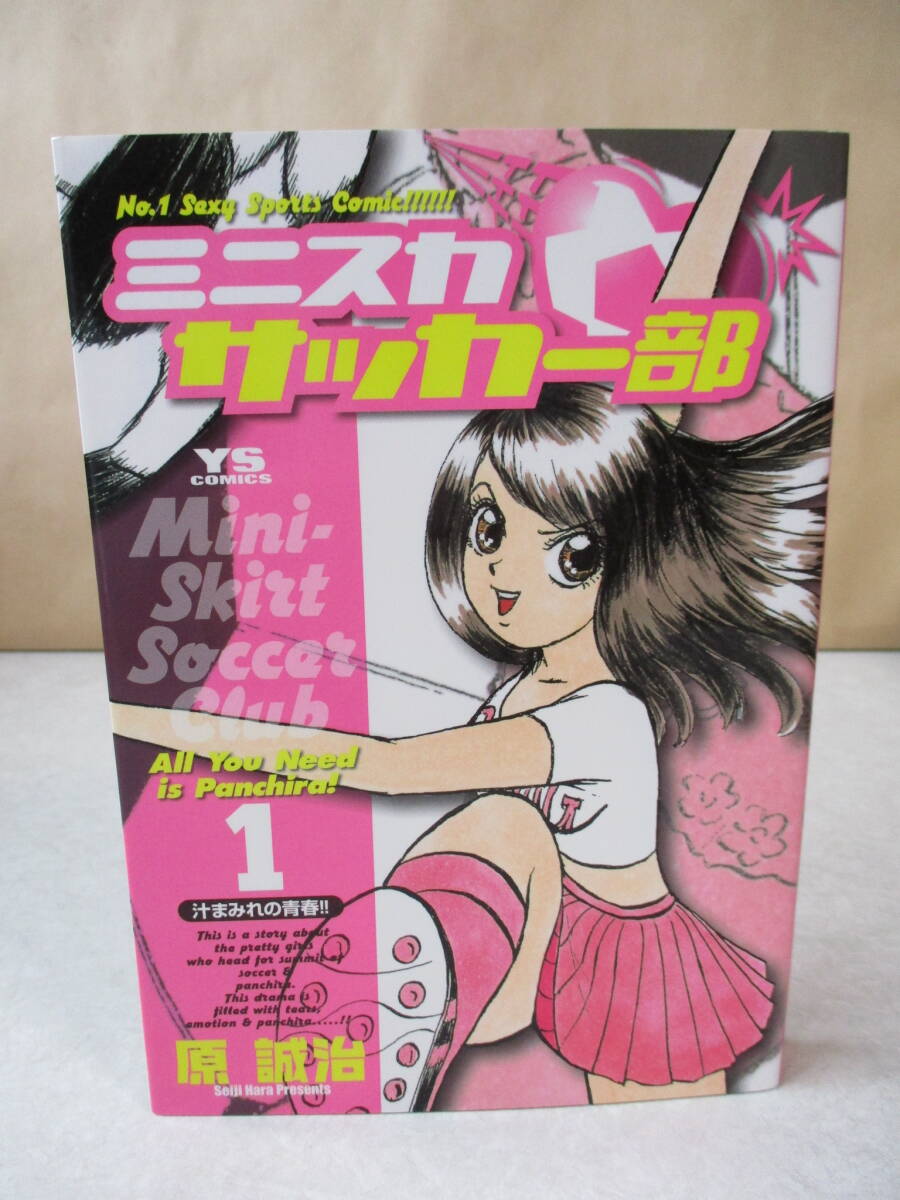 No.1 Sexy Sports Comic!!!!!!
ミニスカ
サッカー部
YS
COMICS
Mini-
Skirt
Soccer
Club
All You Need
is Panchira!
1
汁まみれの青春!!
This is a story about
the pretty girls
who head for summit of
soccer &
panchira.
This drama is
filled with tears,
emotion & panchira.....!!
原 誠治
Seiji Hara Presents